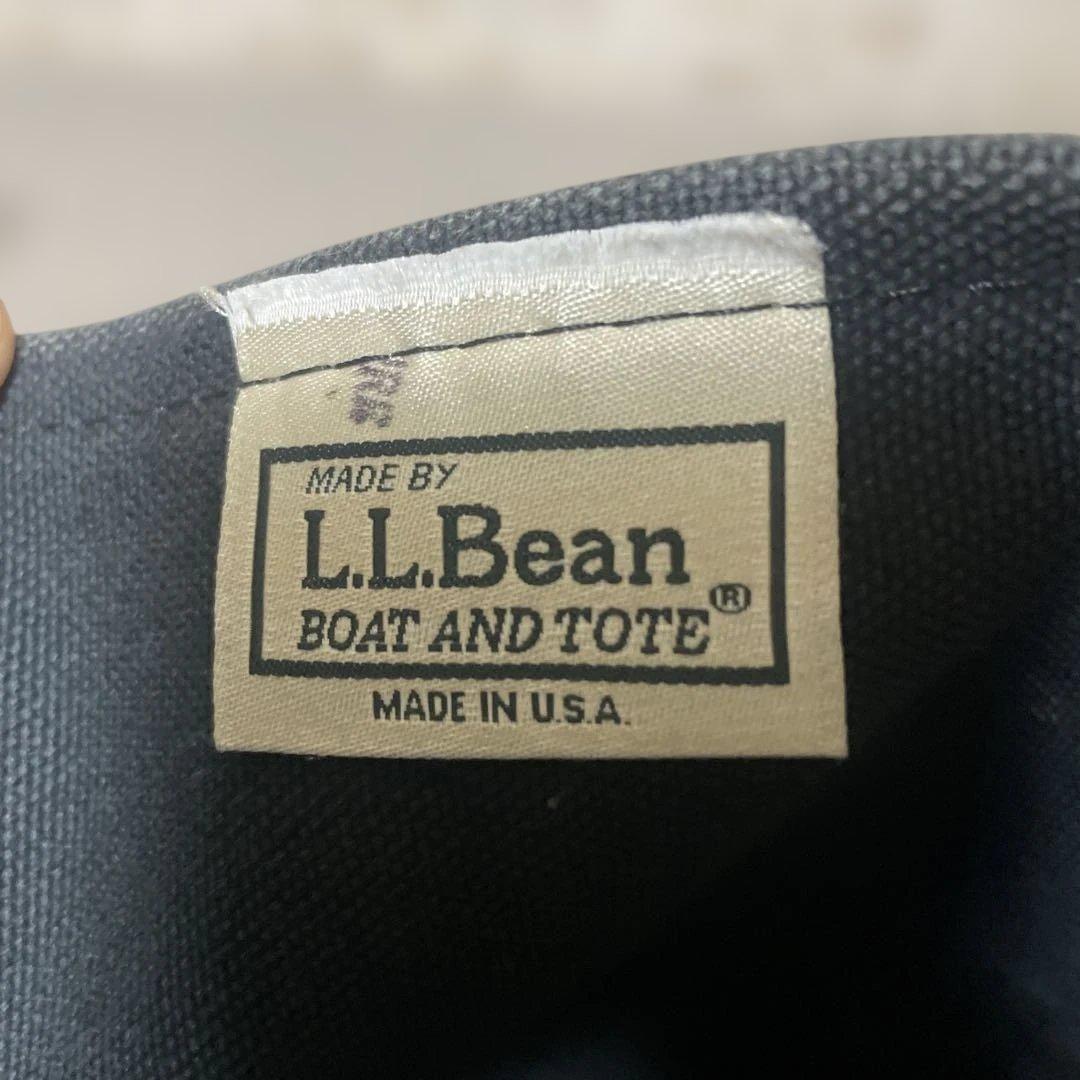 MADE BY
L.L.Bean
BOAT AND TOTE®
MADE IN U.S.A.